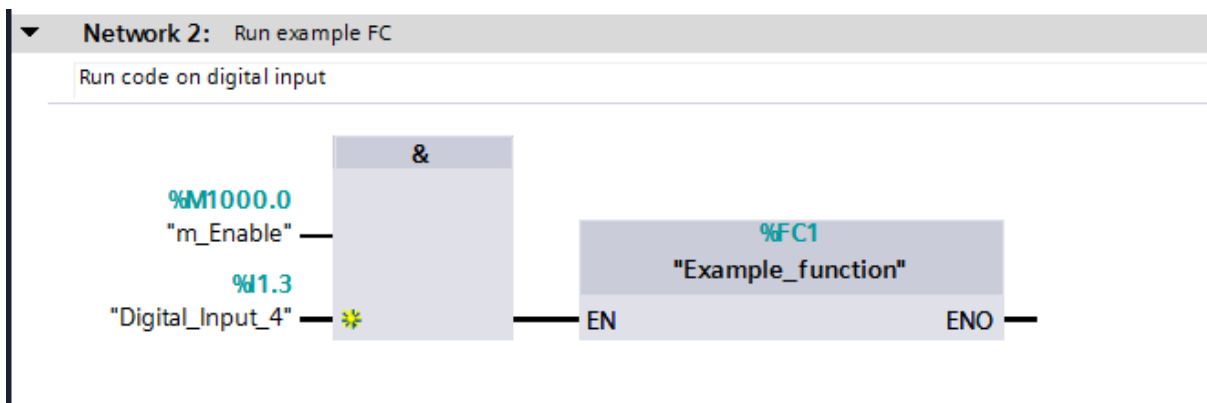 Network 2: Run example FC
Run code on digital input
&
%M1000.0
"m_Enable"
%I1.3
"Digital_Input_4"
%FC1
"Example_function"
EN ENO